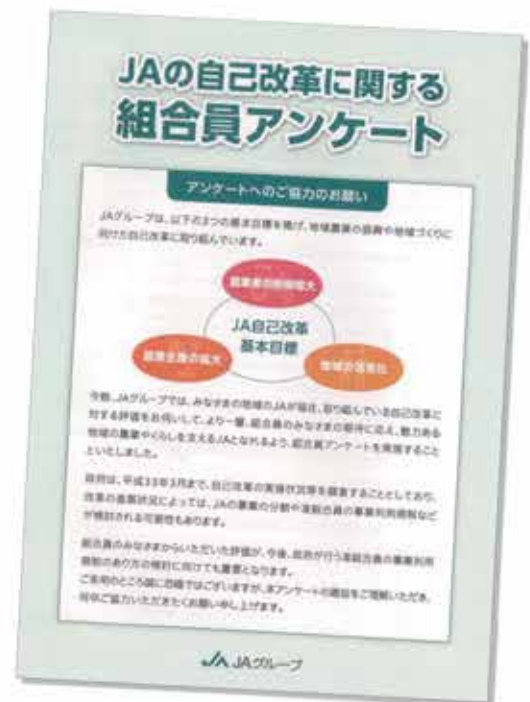 JAの自己改革に関する
組合員アンケート
アンケートへのご協力のお願い
JAグループは、以下の3つの基本目標を掲げ、地域農業の振興や地域づくりに
向けた自己改革に取り組んでいます。
農業者の所得増大
JA自己改革
基本目標
農業生産の拡大
地域の活性化
今般、JAグループでは、みなさまの地域のJAが現在、取り組んでいる自己改革に
対する評価をお伺いして、より一層、組合員のみなさまの期待に応え、魅力ある
地域の農業やくらしを支えるJAとなれるよう、組合員アンケートを実施すること
といたしました。
政府は、平成33年3月まで、自己改革の実施状況等を調査することとしており、
改革の進展状況によっては、JAの事業の分割や准組合員の事業利用規制など
が検討される可能性もあります。
組合員のみなさまからいただいた評価が、今後、政府が行う准組合員の事業利用
規制のあり方の検討に向けても重要となります。
ご多用のところ誠に恐縮ではございますが、本アンケートの趣旨をご理解いただき、
何卒ご協力いただきたくお願い申し上げます。
JA JAグループ